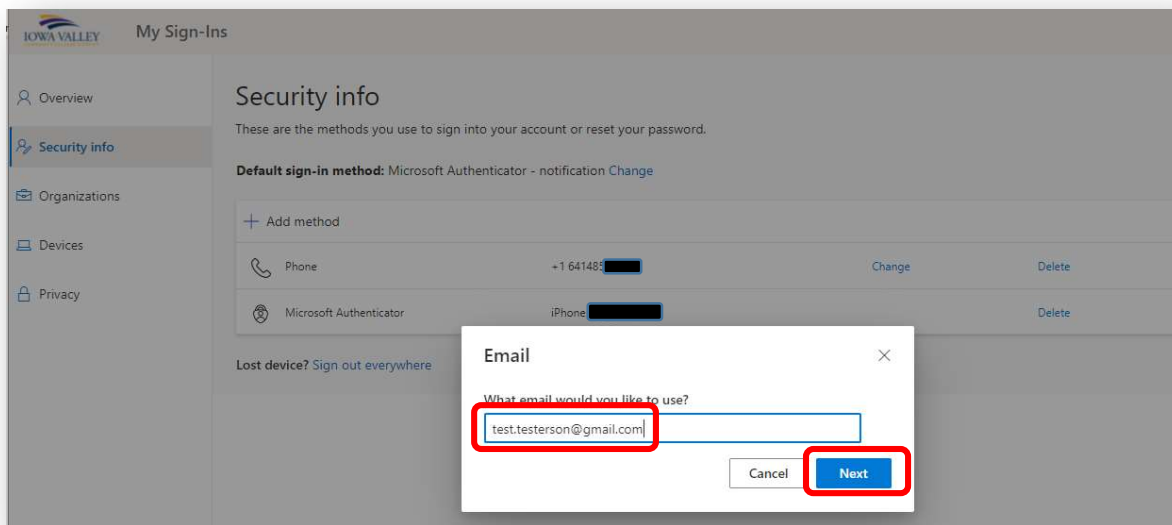 IOWA VALLEY
My Sign-Ins
Overview
Security info
Organizations
Devices
Privacy
Security info
These are the methods you use to sign into your account or reset your password.
Default sign-in method: Microsoft Authenticator - notification Change
+ Add method
Phone +1 641485 Change Delete
Microsoft Authenticator iPhone Delete
Lost device? Sign out everywhere
Email
What email would you like to use?
test.testerson@gmail.com
Cancel Next